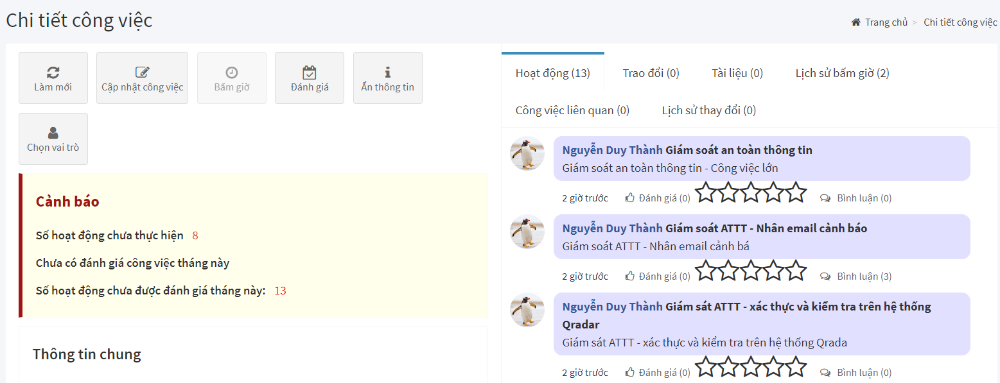 Chi tiết công việc
Trang chủ > Chi tiết công việc
Làm mới
Cập nhật công việc
Bấm giờ
Đánh giá
Ẩn thông tin
Chọn vai trò
Cảnh báo
Số hoạt động chưa thực hiện 8
Chưa có đánh giá công việc tháng này
Số hoạt động chưa được đánh giá tháng này: 13
Thông tin chung
Hoạt động (13)
Trao đổi (0)
Tài liệu (0)
Lịch sử bấm giờ (2)
Công việc liên quan (0)
Lịch sử thay đổi (0)
Nguyễn Duy Thành Giám soát an toàn thông tin
Giám soát an toàn thông tin - Công việc lớn
2 giờ trước Đánh giá (0) Bình luận (0)
Nguyễn Duy Thành Giám soát ATTT - Nhân email cảnh báo
Giám soát ATTT - Nhân email cảnh bá
2 giờ trước Đánh giá (0) Bình luận (3)
Nguyễn Duy Thành Giám sát ATTT - xác thực và kiểm tra trên hệ thống
Qradar
Giám sát ATTT - xác thực và kiểm tra trên hệ thống Qrada
2 giờ trước Đánh giá (0) Bình luận (0)